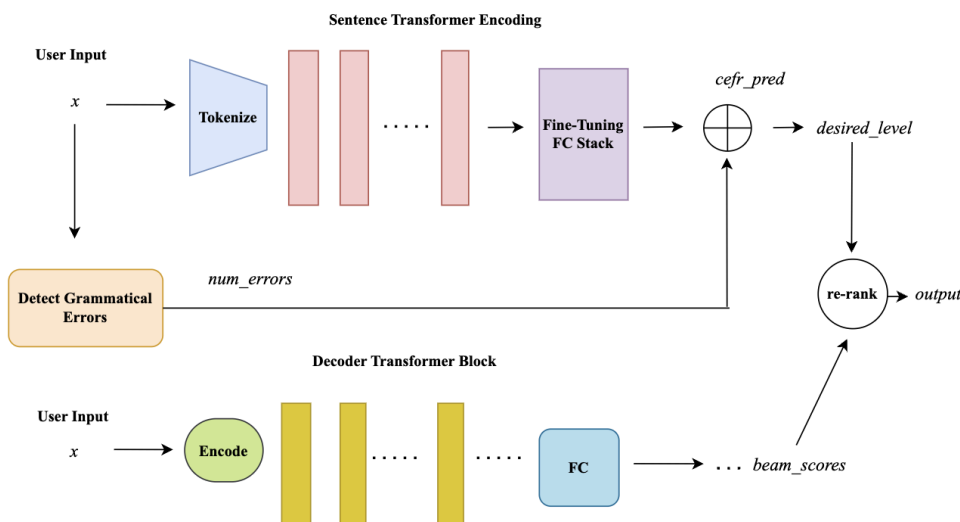 Sentence Transformer Encoding
User Input
x
Tokenize
.....
Fine-Tuning
FC Stack
cefr_pred
desired_level
Detect Grammatical
Errors
num_errors
re-rank
output
Decoder Transformer Block
User Input
x
Encode
.....
.....
FC
... beam_scores